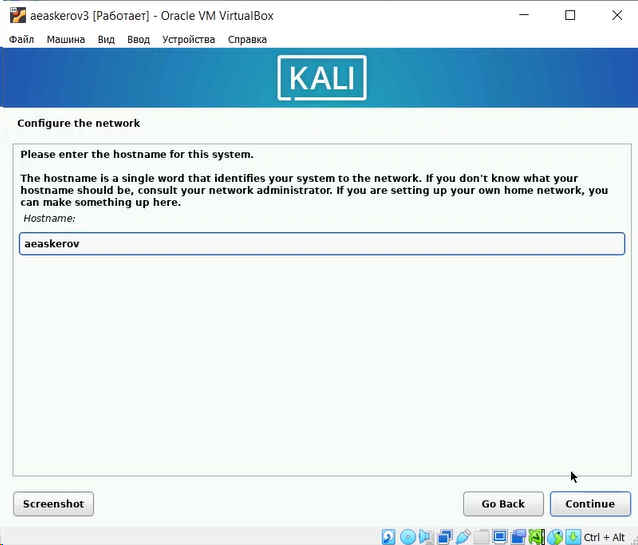 aeaskerov3 [Работает] - Oracle VM VirtualBox
Файл Машина Вид Ввод Устройства Справка
KALI
Configure the network
Please enter the hostname for this system.
The hostname is a single word that identifies your system to the network. If you don't know what your
hostname should be, consult your network administrator. If you are setting up your own home network, you
can make something up here.
Hostname:
aeaskerov
Screenshot Go Back Continue
Ctrl + Alt